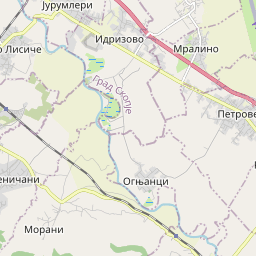 Јурумлери
Идризово
о Лисиче
Мралино
Град Скопје
Петрове
Огњанци
еничани
Морани